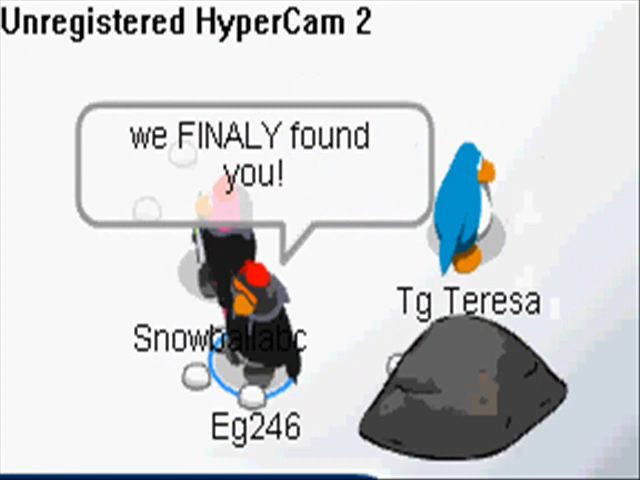 Unregistered HyperCam 2
we FINALY found
you!
Tg Teresa
Snowballabc
Eg246